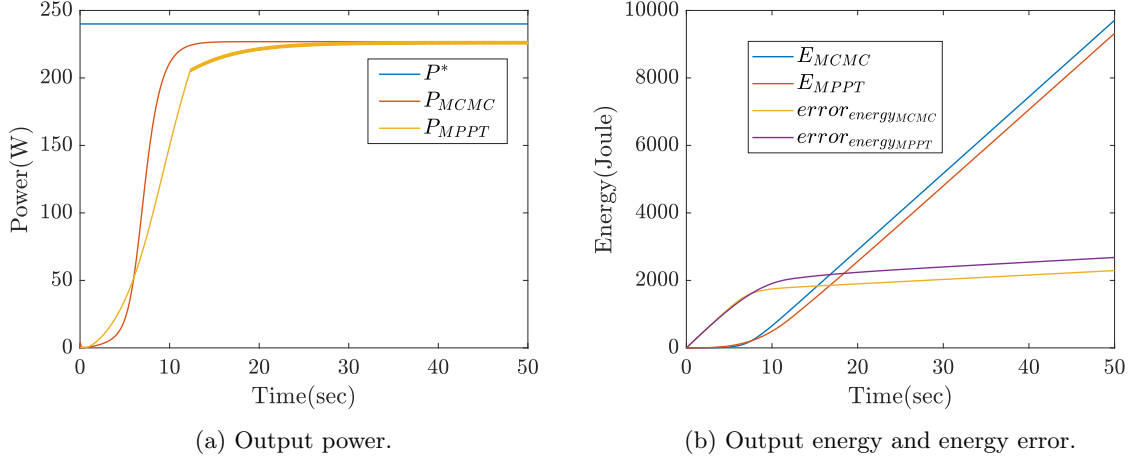 250
200
150
100
50
0
Power(W)
0 10 20 30 40 50
Time(sec)
P*
P_MCMC
P_MPPT
(a) Output power.
10000
8000
6000
4000
2000
0
Energy(Joule)
0 10 20 30 40 50
Time(sec)
E_MCMC
E_MPPT
error_energy_MCMC
error_energy_MPPT
(b) Output energy and energy error.